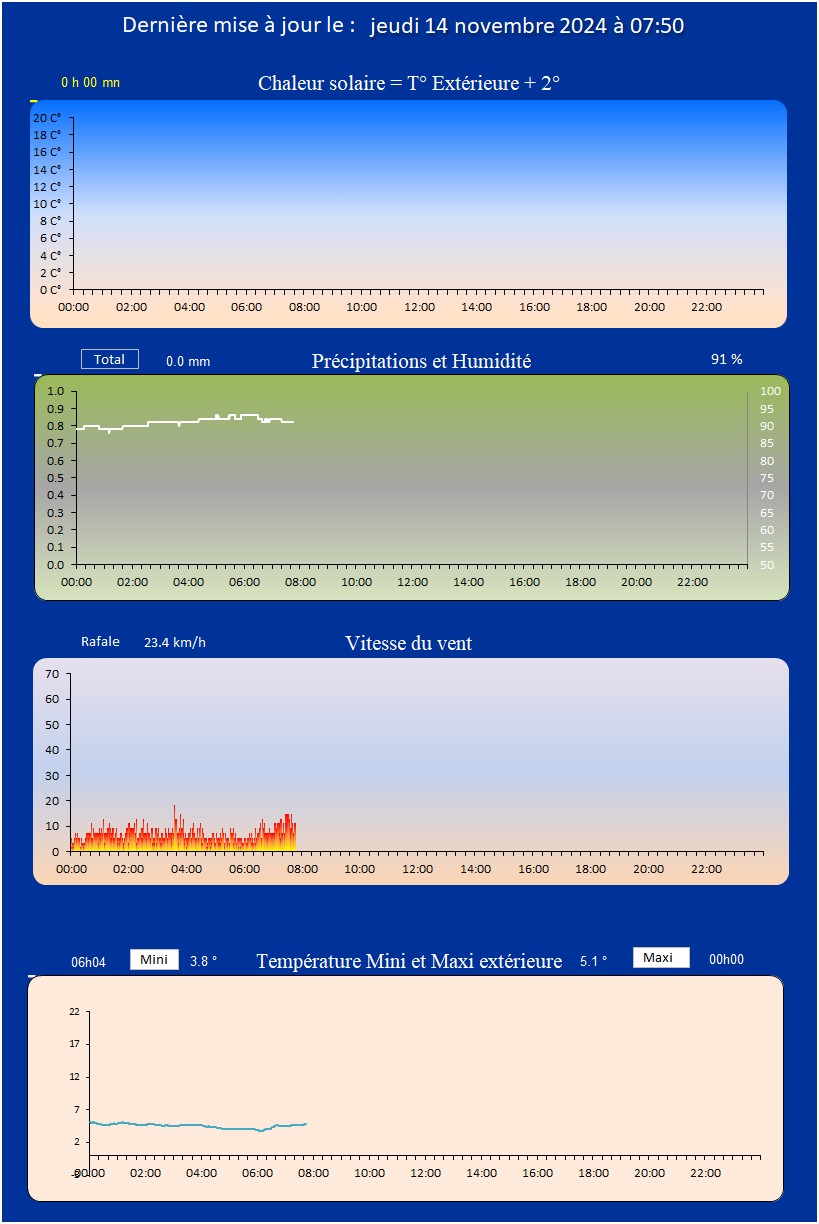 Dernière mise à jour le : jeudi 14 novembre 2024 à 07:50
0 h 00 mn Chaleur solaire = T° Extérieure + 2°
20 C°
18 C°
16 C°
14 C°
12 C°
10 C°
8 C°
6 C°
4 C°
2 C°
0 C°
00:00 02:00 04:00 06:00 08:00 10:00 12:00 14:00 16:00 18:00 20:00 22:00
Total 0.0 mm Précipitations et Humidité 91 %
1.0 100
0.9 95
0.8 90
0.7 85
0.6 80
0.5 75
0.4 70
0.3 65
0.2 60
0.1 55
0.0 50
00:00 02:00 04:00 06:00 08:00 10:00 12:00 14:00 16:00 18:00 20:00 22:00
Rafale 23.4 km/h Vitesse du vent
70
60
50
40
30
20
10
0
00:00 02:00 04:00 06:00 08:00 10:00 12:00 14:00 16:00 18:00 20:00 22:00
06h04 Mini 3.8 ° Température Mini et Maxi extérieure 5.1 ° Maxi 00h00
22
17
12
7
2
-3
00:00 02:00 04:00 06:00 08:00 10:00 12:00 14:00 16:00 18:00 20:00 22:00